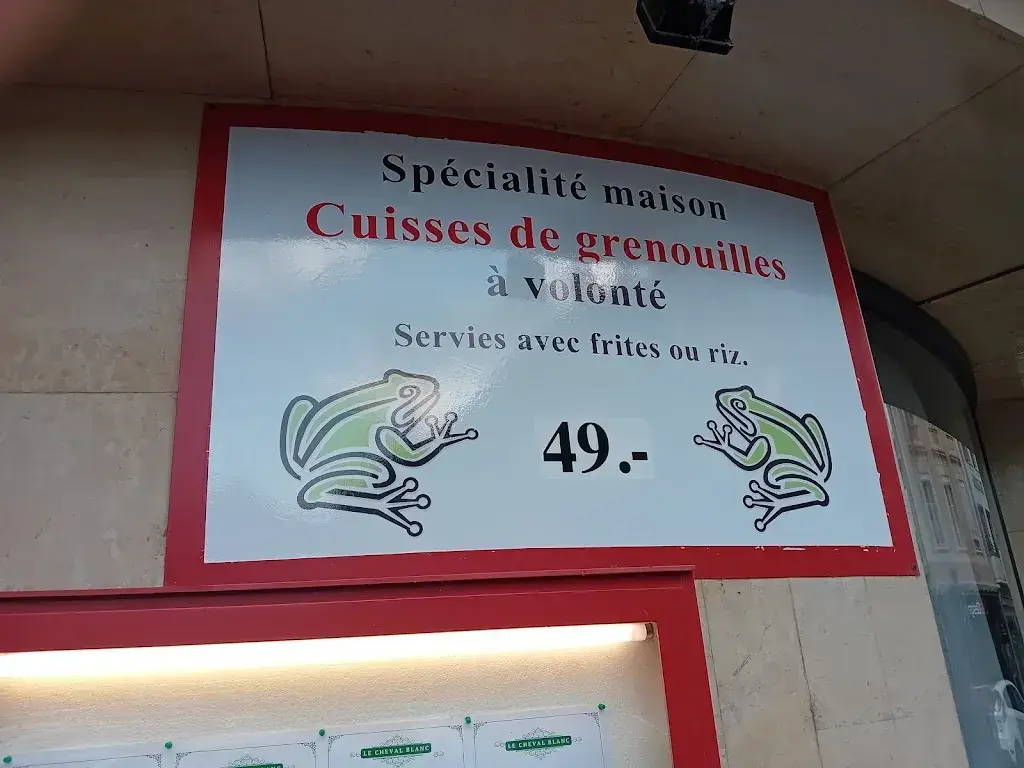 Spécialité maison
Cuisses de grenouilles
à volonté
Servies avec frites ou riz.
49.-
LE CHEVAL BLANC
LE CHEVAL BLANC